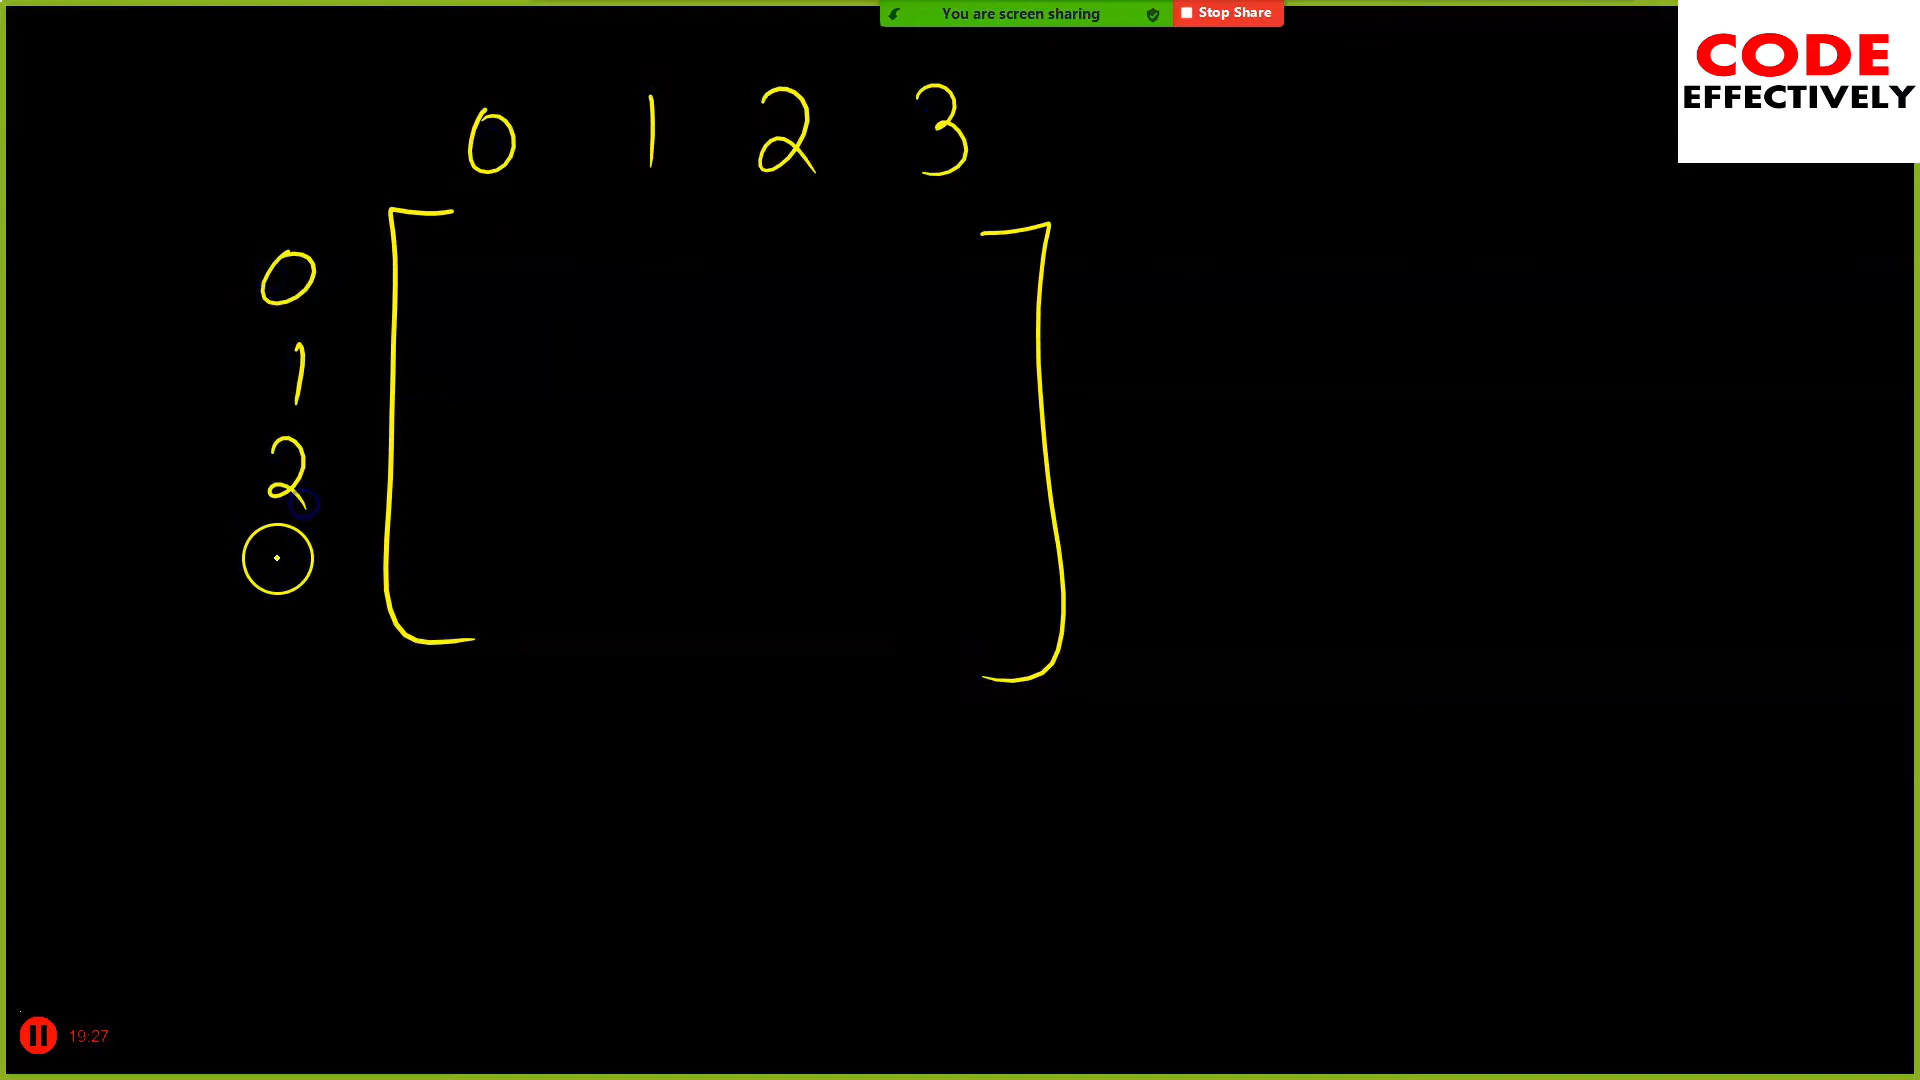 You are screen sharing Stop Share
CODE
EFFECTIVELY
0 1 2 3
0
1
2
19:27